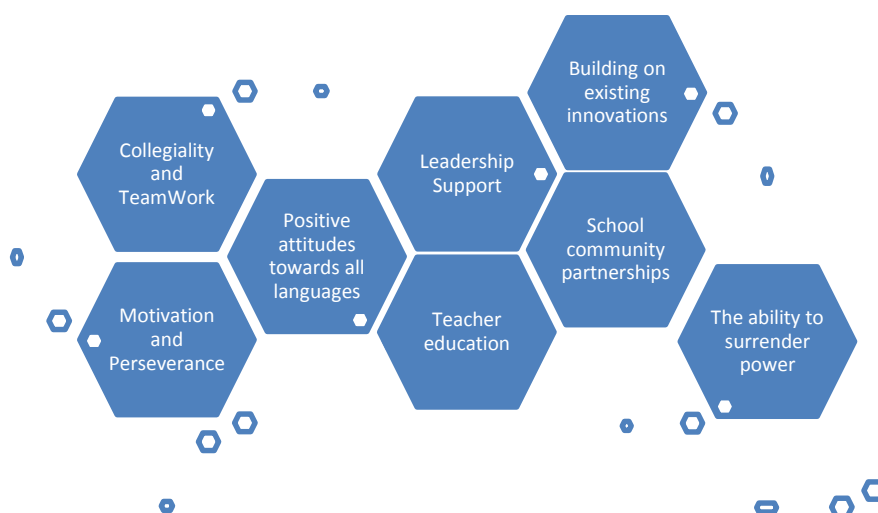 Collegiality
and
TeamWork
Motivation
and
Perseverance
Positive
attitudes
towards all
languages
Leadership
Support
Teacher
education
Building on
existing
innovations
School
community
partnerships
The ability to
surrender
power